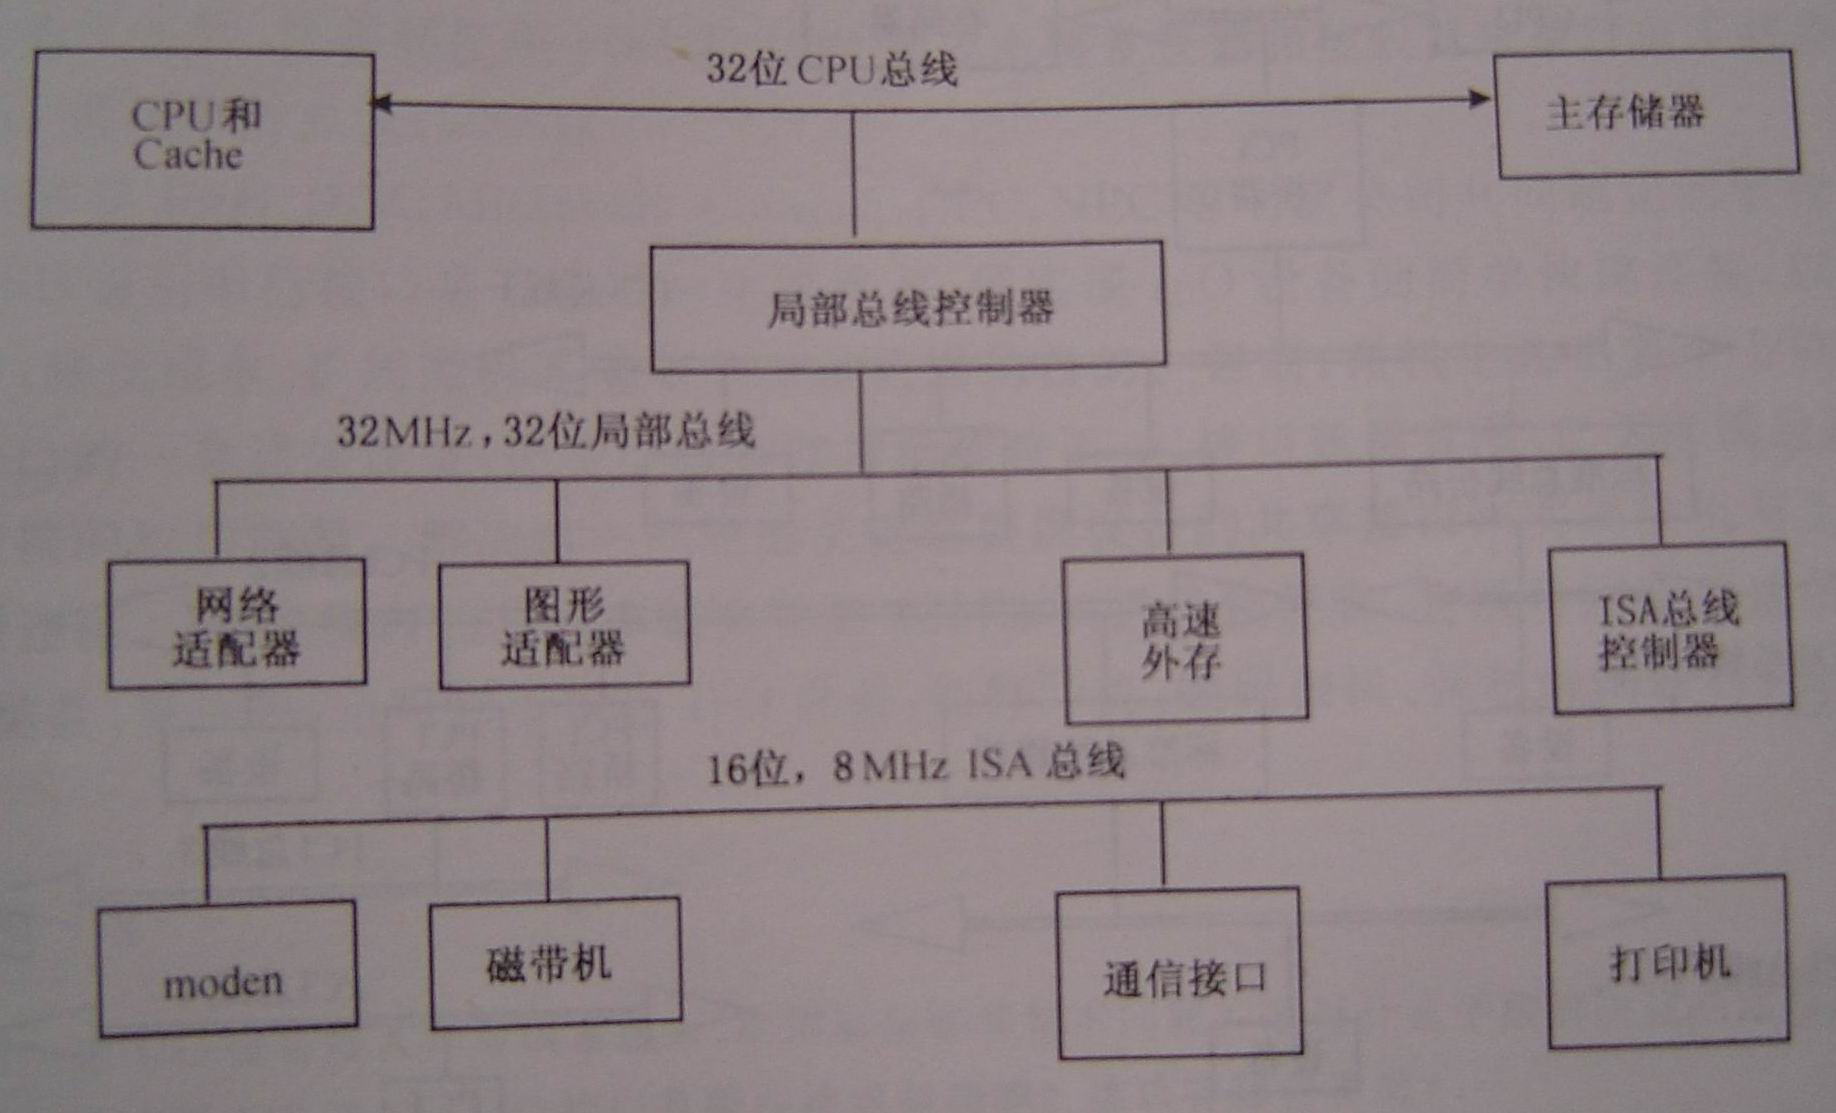 32位CPU总线
CPU和
Cache
主存储器
局部总线控制器
32MHz,32位局部总线
网络
适配器
图形
适配器
高速
外存
ISA总线
控制器
16位，8MHz ISA 总线
moden
磁带机
通信接口
打印机